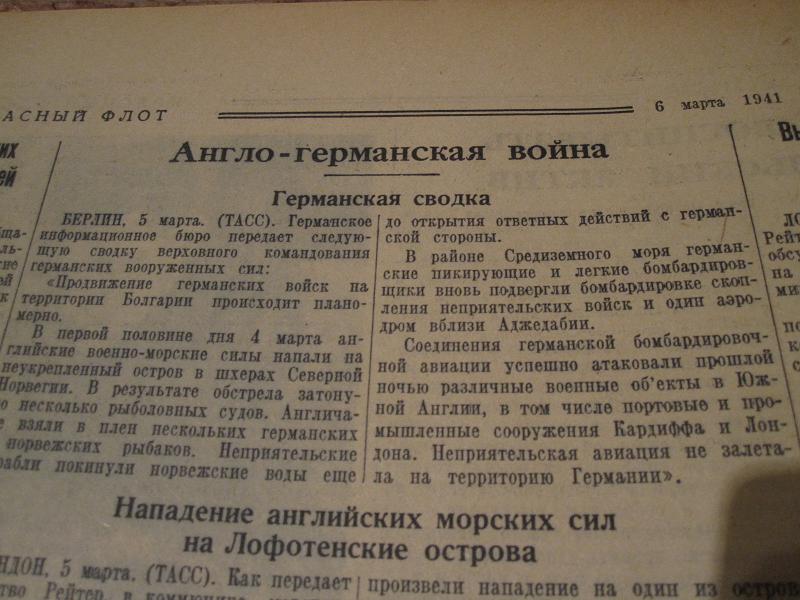 АСНЫЙ ФЛОТ
6 марта 1941
Англо-германская война
Германская сводка
БЕРЛИН, 5 марта. (ТАСС). Германское
информационное бюро передает следую-
щую сводку верховного командования
германских вооруженных сил:
«Продвижение германских войск на
территории Болгарии происходит плано-
мерно.
В первой половине дня 4 марта ан-
глийские военно-морские силы напали на
неукрепленный остров в шхерах Северной
Норвегии. В результате обстрела затону-
о несколько рыболовных судов. Англича-
е взяли в плен нескольких германских
норвежских рыбаков. Неприятельские
рабли покинули норвежские воды еще
до открытия ответных действий с герман-
ской стороны.
В районе Средиземного моря герман-
ские пикирующие и легкие бомбардиров-
щики вновь подвергли бомбардировке скоп-
ления неприятельских войск и один аэро-
дром вблизи Аджедабии.
Соединения германской бомбардировоч-
ной авиации успешно атаковали прошлой
ночью различные военные об'екты в Юж-
ной Англии, в том числе портовые и про-
мышленные сооружения Кардиффа и Лон-
дона. Неприятельская авиация не залета-
ла на территорию Германии».
Нападение английских морских сил
на Лофотенские острова
НДОН, 5 марта. (ТАСС). Как передает
тво Рейтер, в
произвели нападение на один из остров